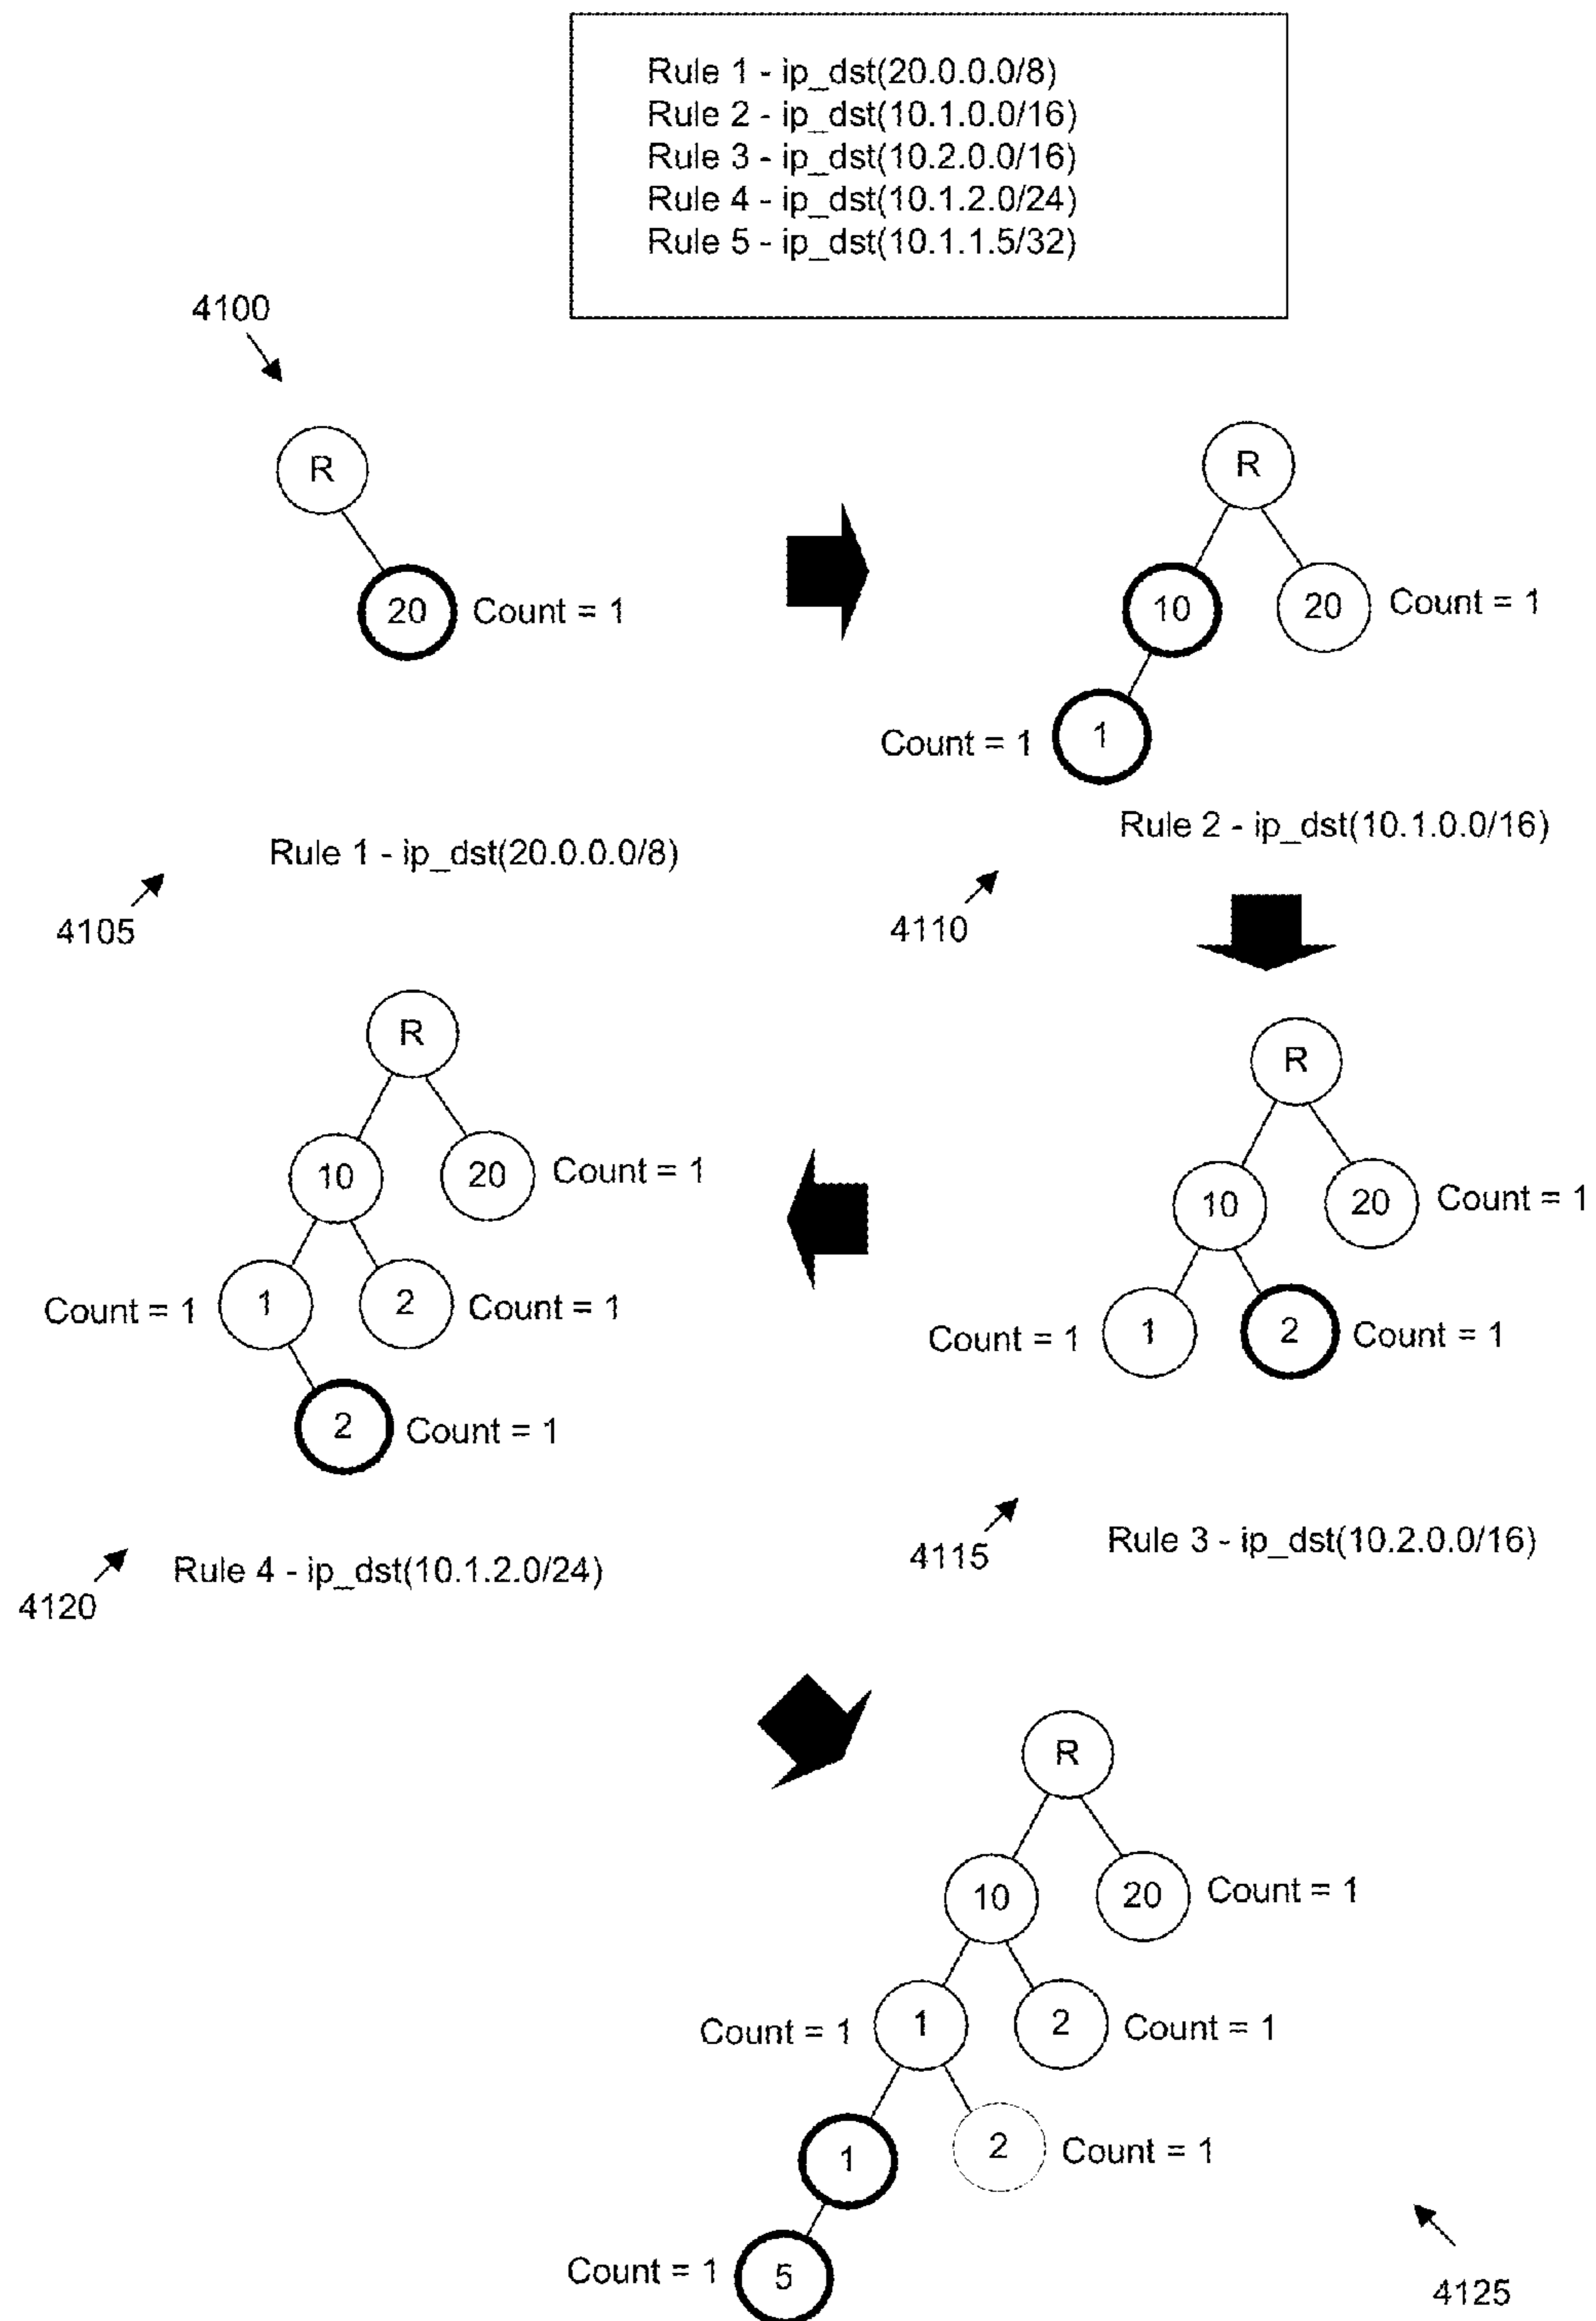 Rule 1 - ip_dst(20.0.0.0/8)
Rule 2 - ip_dst(10.1.0.0/16)
Rule 3 - ip_dst(10.2.0.0/16)
Rule 4 - ip_dst(10.1.2.0/24)
Rule 5 - ip_dst(10.1.1.5/32)
4100
R
20 Count = 1
Rule 1 - ip_dst(20.0.0.0/8)
4105
R
10 20 Count = 1
Count = 1 1
Rule 2 - ip_dst(10.1.0.0/16)
4110
R
10 20 Count = 1
Count = 1 1 2 Count = 1
Rule 3 - ip_dst(10.2.0.0/16)
4115
R
10 20 Count = 1
Count = 1 1 2 Count = 1
2 Count = 1
Rule 4 - ip_dst(10.1.2.0/24)
4120
R
10 20 Count = 1
Count = 1 1 2 Count = 1
1 2 Count = 1
Count = 1 5
4125